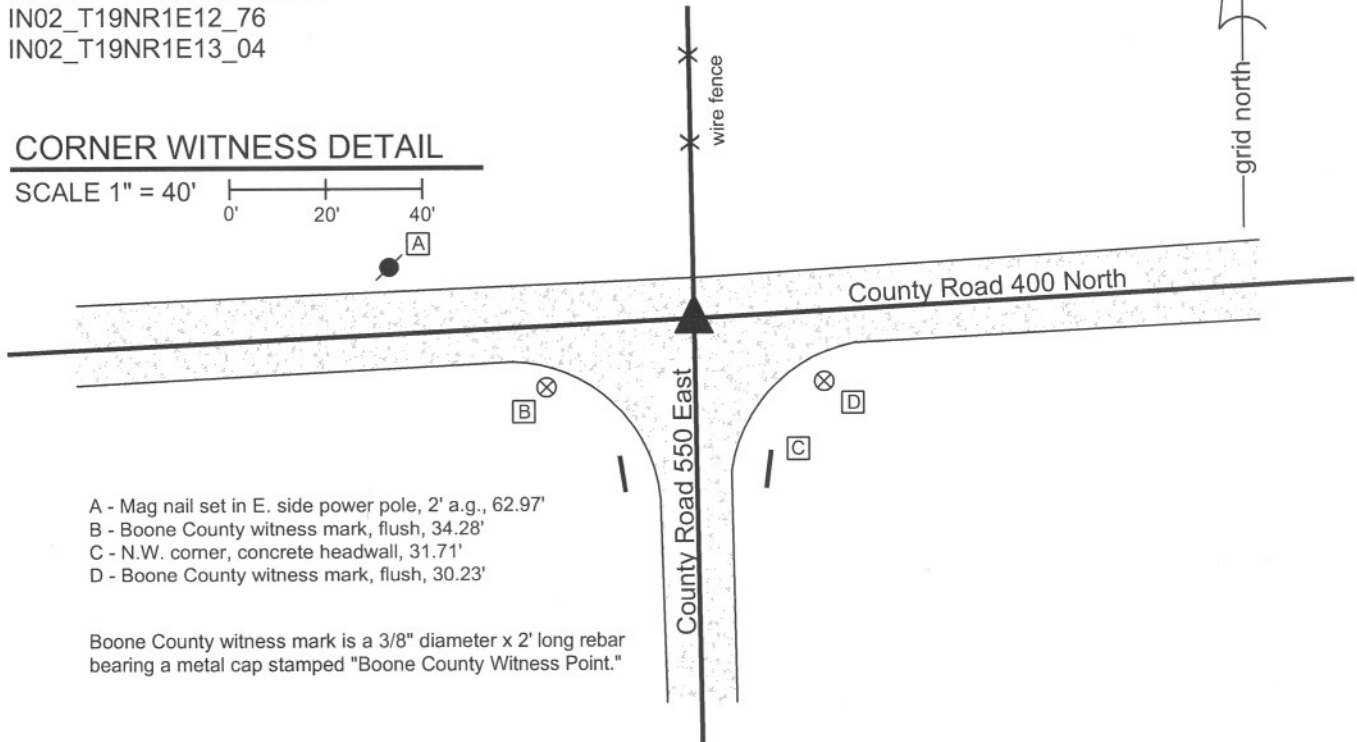 IN02_T19NR1E12_76
IN02_T19NR1E13_04
wire fence
grid north
CORNER WITNESS DETAIL
SCALE 1" = 40'
0' 20' 40'
A
County Road 400 North
B
D
C
County Road 550 East
A - Mag nail set in E. side power pole, 2' a.g., 62.97'
B - Boone County witness mark, flush, 34.28'
C - N.W. corner, concrete headwall, 31.71'
D - Boone County witness mark, flush, 30.23'
Boone County witness mark is a 3/8" diameter x 2' long rebar
bearing a metal cap stamped "Boone County Witness Point."